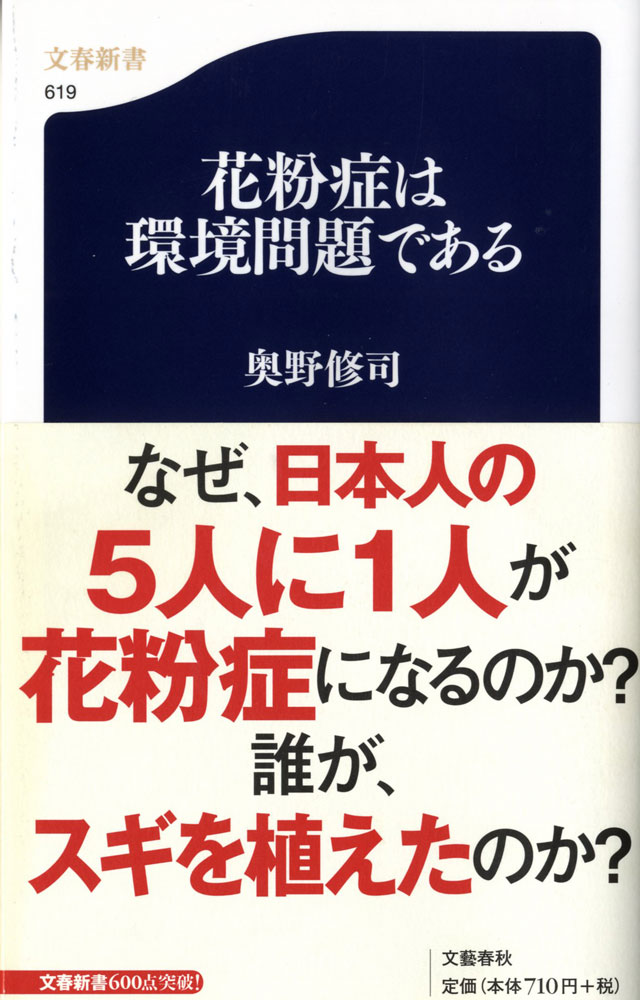 文春新書
619
花粉症は
環境問題である
奥野修司
なぜ、日本人の
5人に1人が
花粉症になるのか?
誰が、
スギを植えたのか?
文春新書600点突破!
文藝春秋
定価(本体710円+税)